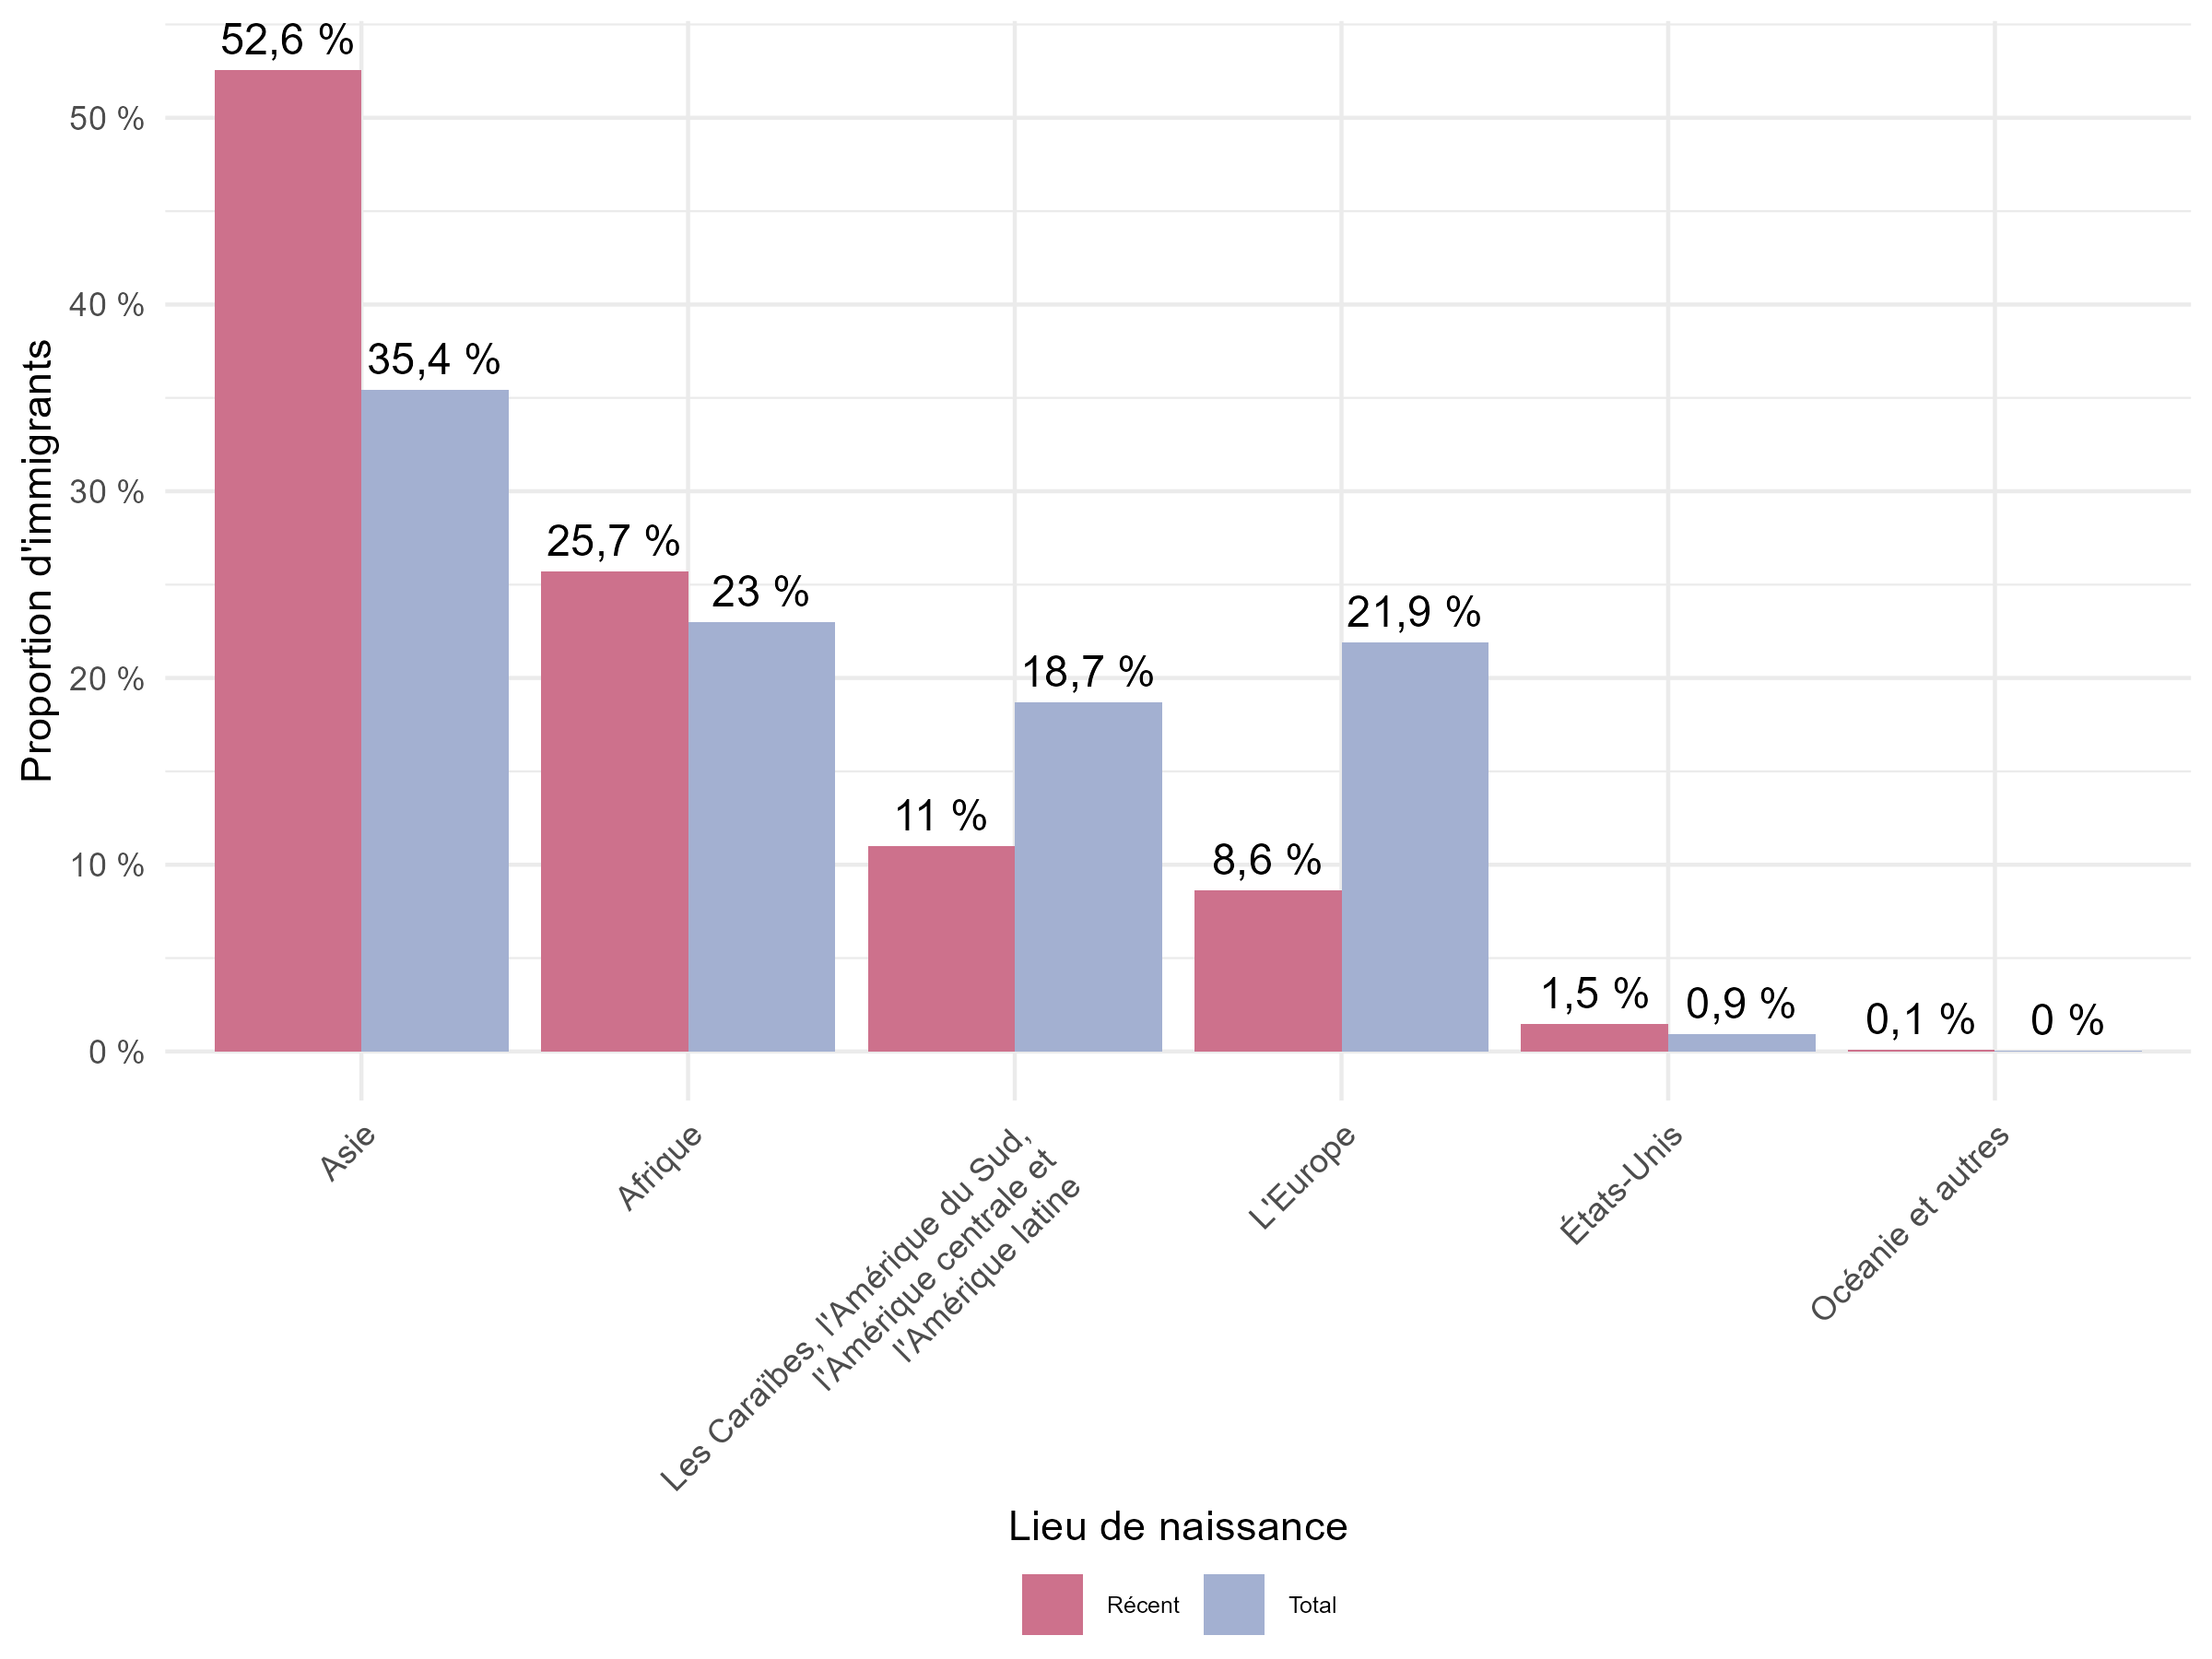 Proportion d'immigrants
50 %
40 %
30 %
20 %
10 %
0 %
52,6 %
35,4 %
25,7 %
23 %
11 %
18,7 %
8,6 %
21,9 %
1,5 %
0,9 %
0,1 %
0 %
Asie
Afrique
Les Caraïbes, l'Amérique du Sud,
l'Amérique centrale et
l'Amérique latine
L'Europe
États-Unis
Océanie et autres
Lieu de naissance
Récent
Total